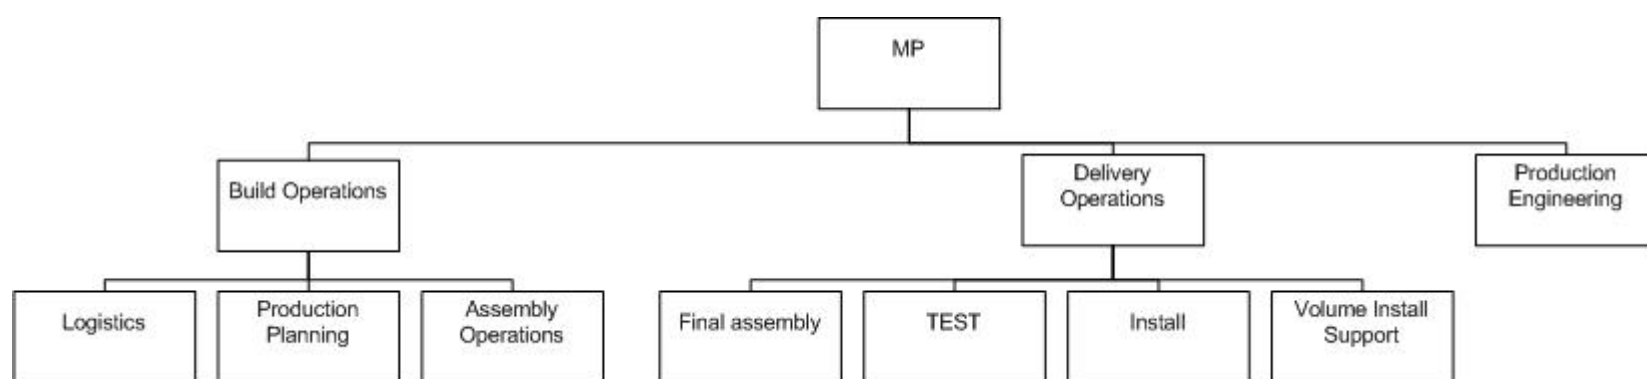 MP
Build Operations
Delivery
Operations
Production
Engineering
Logistics
Production
Planning
Assembly
Operations
Final assembly
TEST
Install
Volume Install
Support